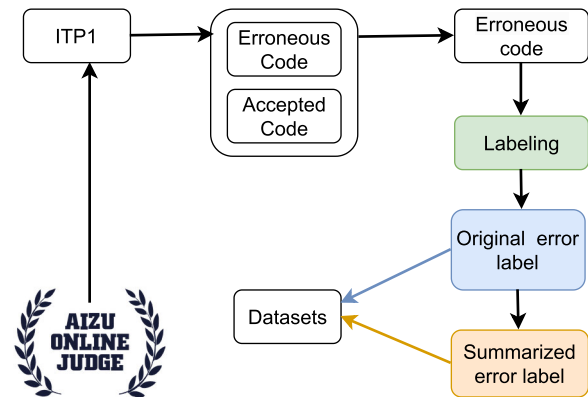 ITP1
Erroneous
Code
Accepted
Code
Erroneous
code
Labeling
Original error
label
Summarized
error label
Datasets
AIZU
ONLINE
JUDGE